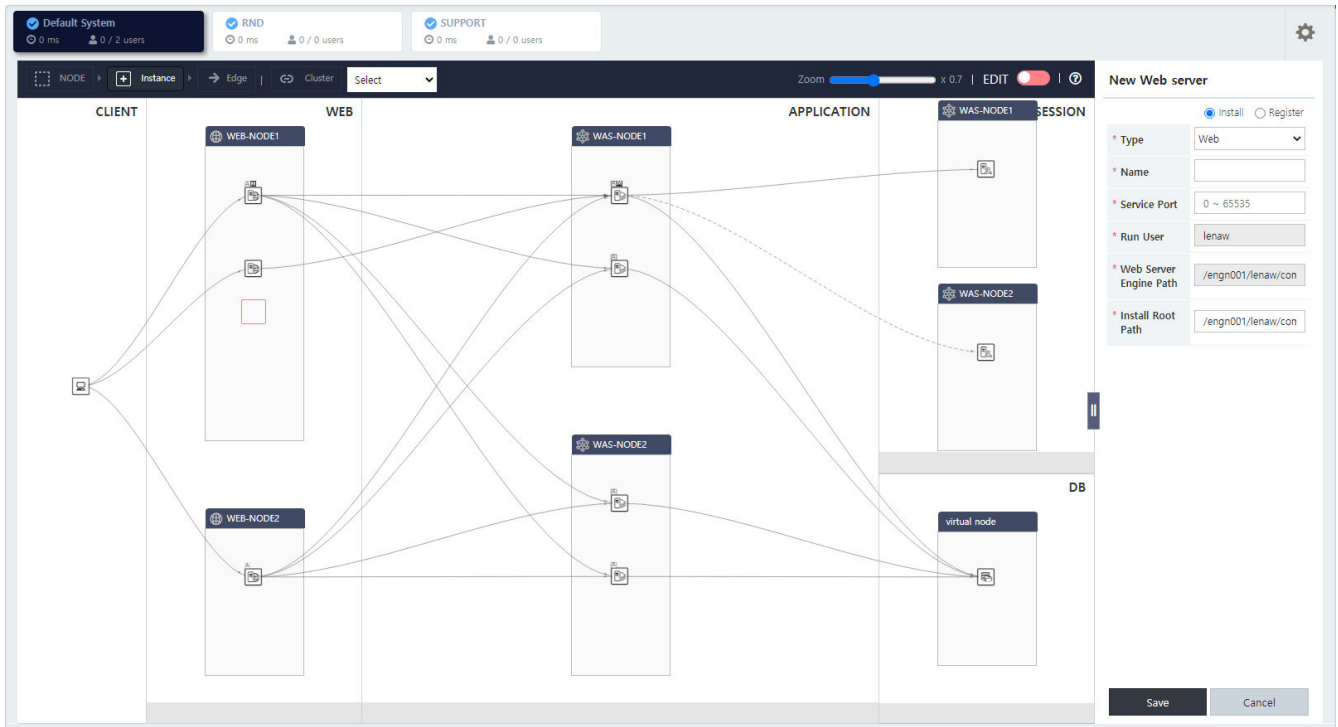 Default System
0 ms 0 / 2 users
RND
0 ms 0 / 0 users
SUPPORT
0 ms 0 / 0 users
NODE Instance Edge | Cluster Select Zoom x 0.7 | EDIT |
CLIENT
WEB
APPLICATION
SESSION
WEB-NODE1
WAS-NODE1
WAS-NODE1
WAS-NODE2
WAS-NODE2
WEB-NODE2
DB
virtual node
New Web server
Install Register
* Type Web
* Name
* Service Port 0 ~ 65535
* Run User lenaw
* Web Server Engine Path /engn001/lenaw/con
* Install Root Path /engn001/lenaw/con
Save Cancel